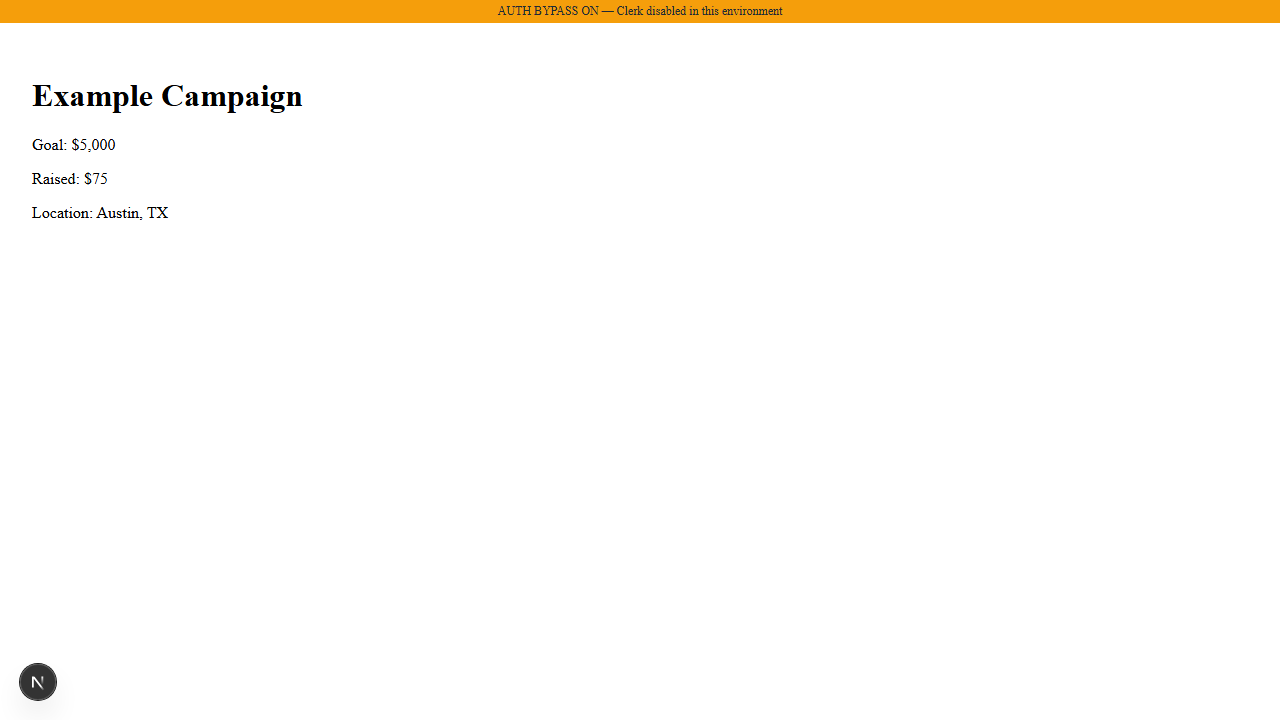 AUTH BYPASS ON — Clerk disabled in this environment
Example Campaign
Goal: $5,000
Raised: $75
Location: Austin, TX
N